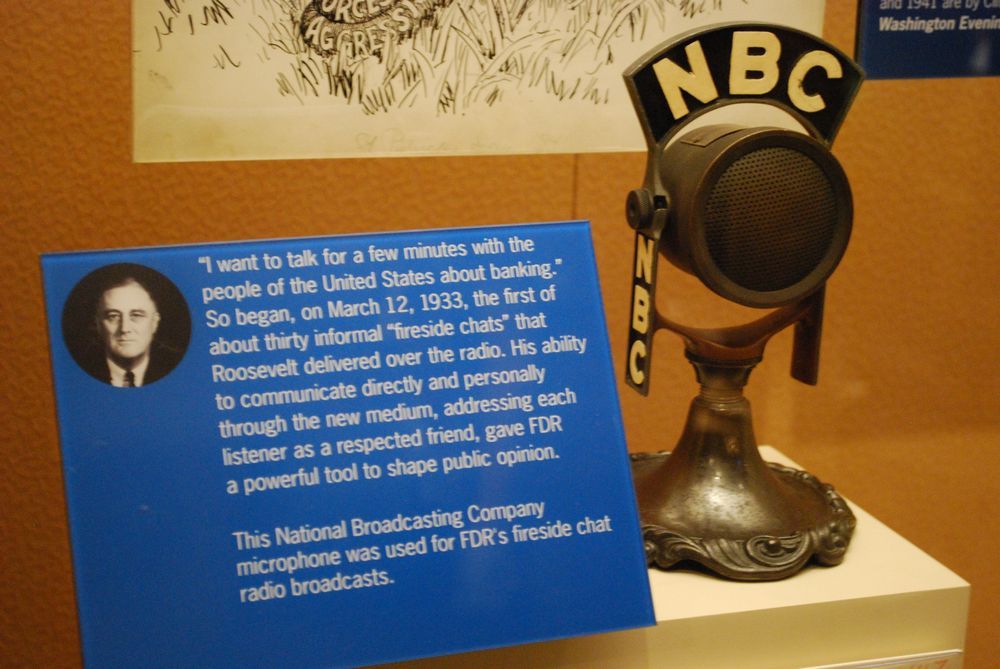 FORCES
AGGRESS
and 1941 are by
Washington Evenin
NBC
NBC
"I want to talk for a few minutes with the
people of the United States about banking."
So began, on March 12, 1933, the first of
about thirty informal "fireside chats" that
Roosevelt delivered over the radio. His ability
to communicate directly and personally
through the new medium, addressing each
listener as a respected friend, gave FDR
a powerful tool to shape public opinion.
This National Broadcasting Company
microphone was used for FDR's fireside chat
radio broadcasts.